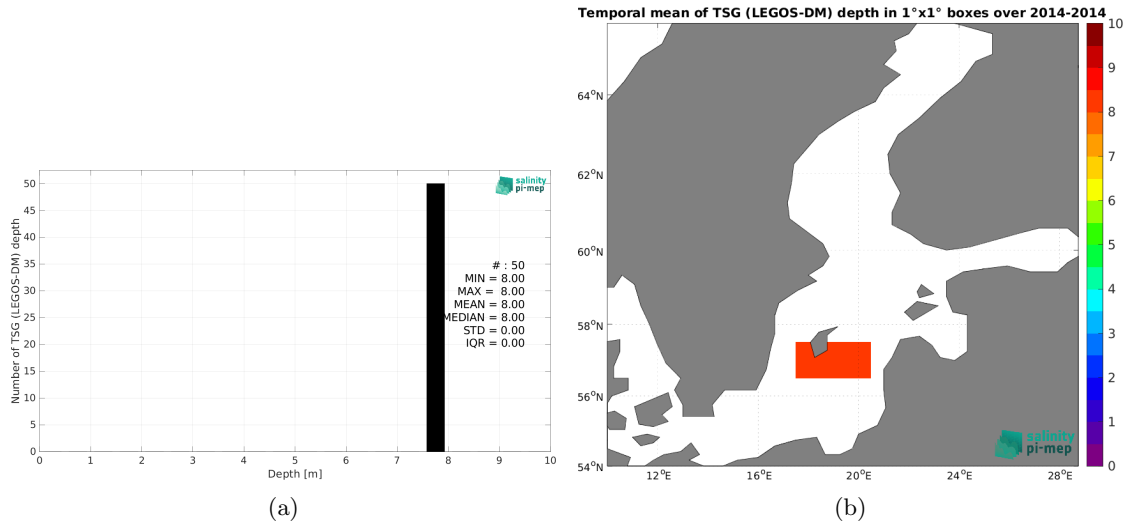 Number of TSG (LEGOS-DM) depth
50
45
40
35
30
25
20
15
10
5
0
0 1 2 3 4 5 6 7 8 9 10
Depth [m]
salinity
pi-mep
# : 50
MIN = 8.00
MAX = 8.00
MEAN = 8.00
MEDIAN = 8.00
STD = 0.00
IQR = 0.00
(a)
Temporal mean of TSG (LEGOS-DM) depth in 1°x1° boxes over 2014-2014
64°N
62°N
60°N
58°N
56°N
54°N
12°E 16°E 20°E 24°E 28°E
salinity
pi-mep
10
9
8
7
6
5
4
3
2
1
0
(b)